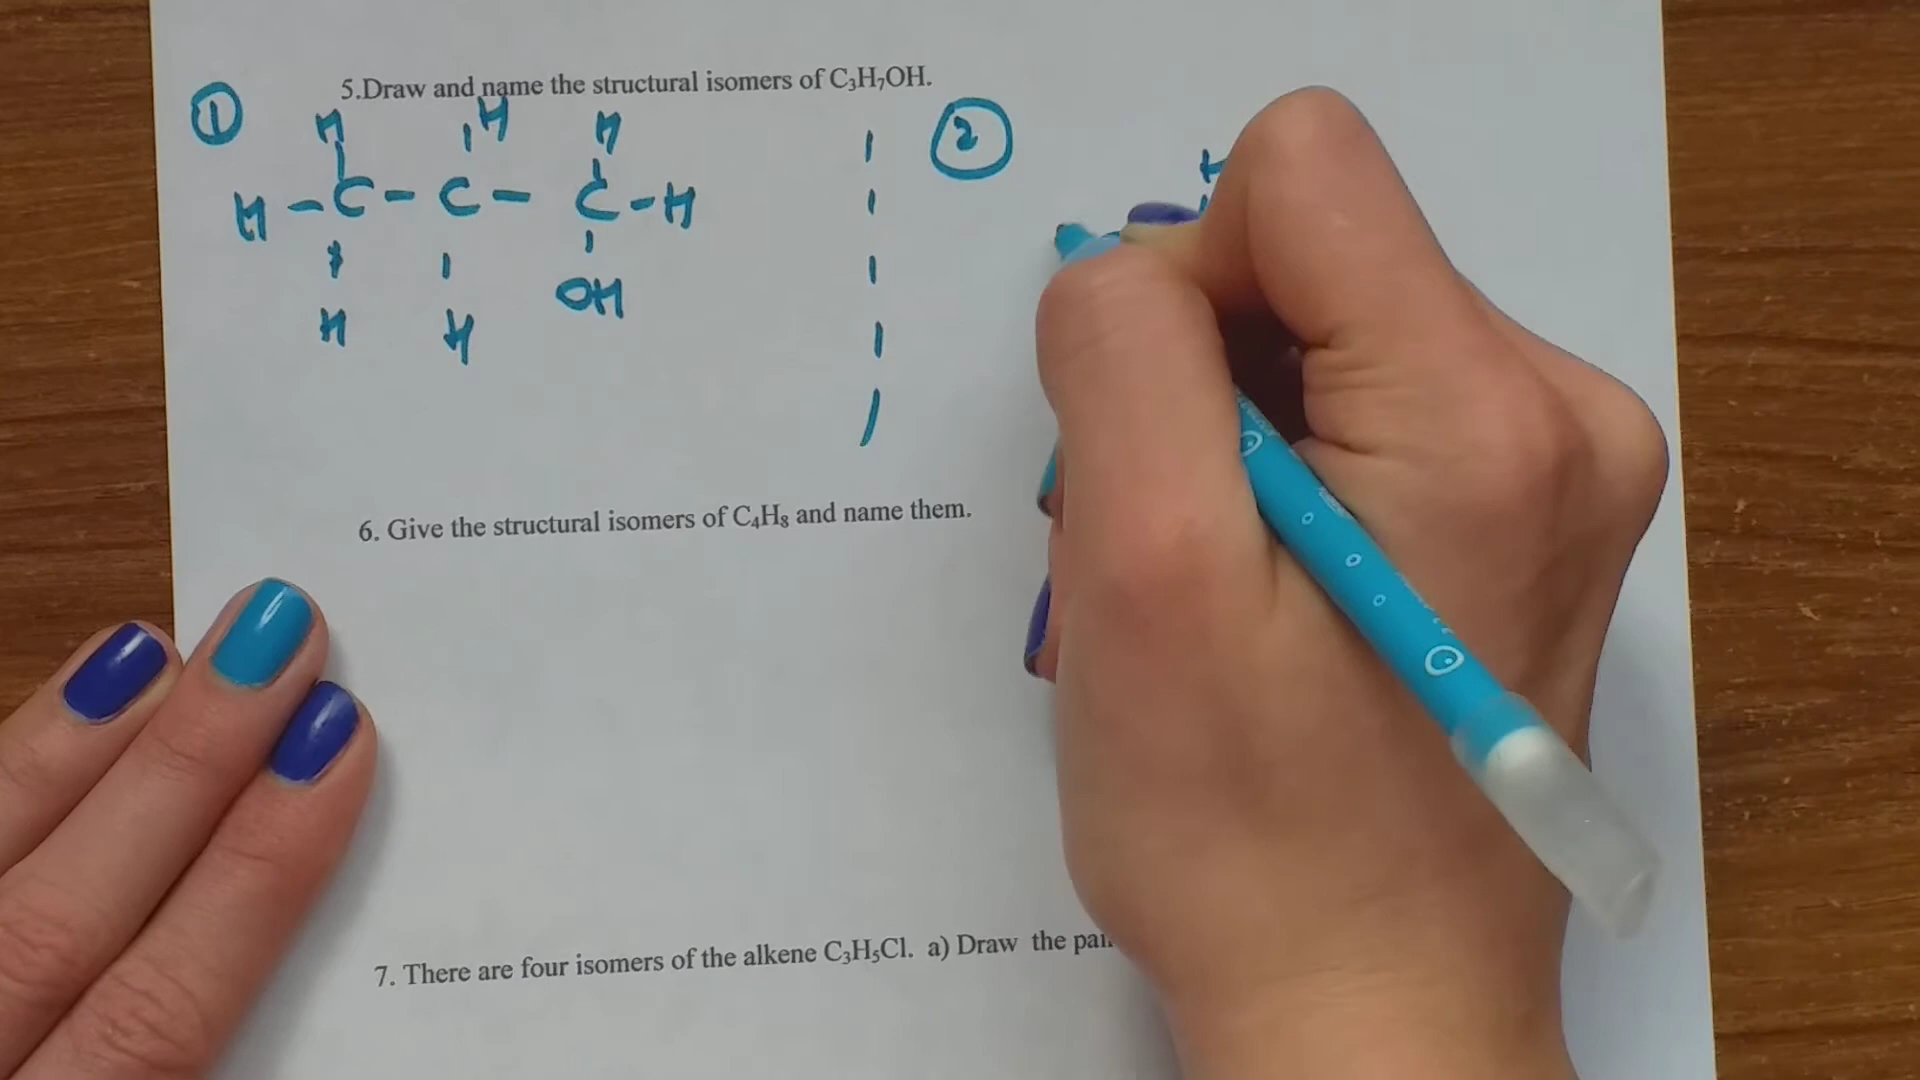 5.Draw and name the structural isomers of C₃H₇OH.
① ②
H H H H
H - C - C - C - H
H H OH
6. Give the structural isomers of C₄H₈ and name them.
7. There are four isomers of the alkene C₃H₅Cl. a) Draw the